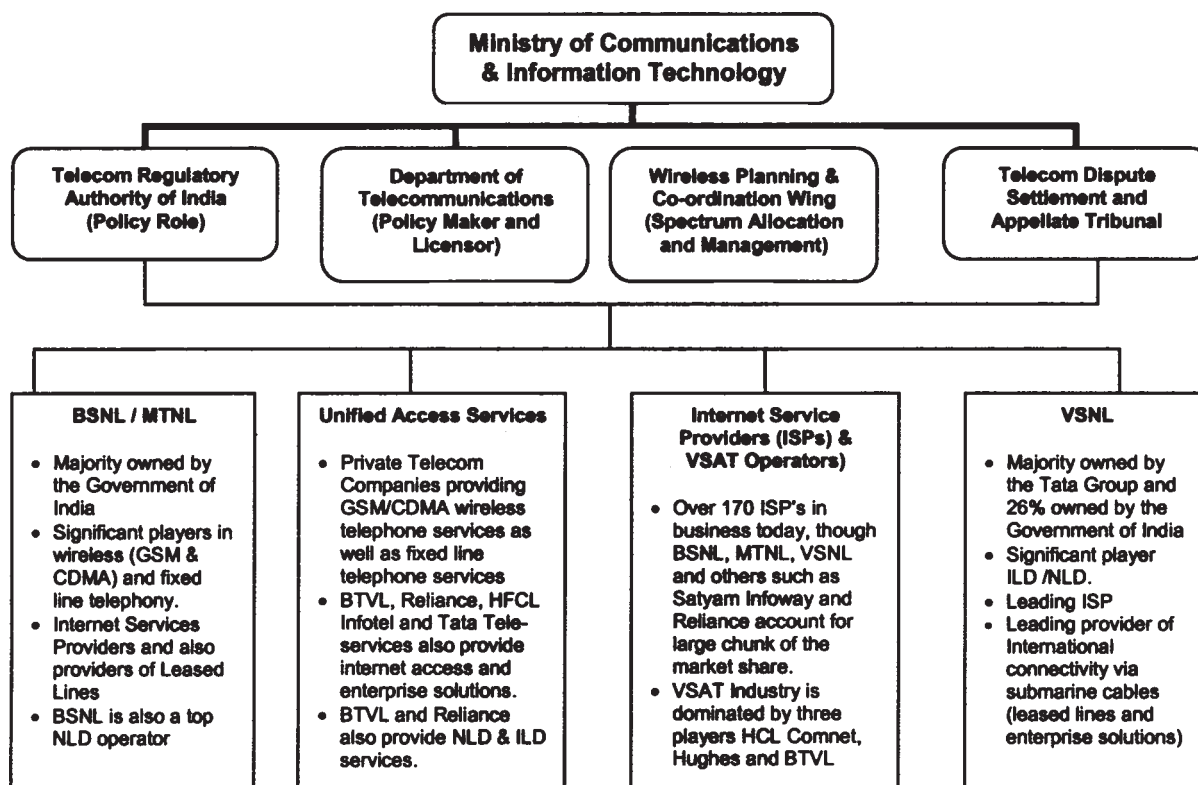 Ministry of Communications
& Information Technology
Telecom Regulatory
Authority of India
(Policy Role)
Department of
Telecommunications
(Policy Maker and
Licensor)
Wireless Planning &
Co-ordination Wing
(Spectrum Allocation
and Management)
Telecom Dispute
Settlement and
Appellate Tribunal
BSNL / MTNL
• Majority owned by
the Government of
India
• Significant players in
wireless (GSM &
CDMA) and fixed
line telephony.
• Internet Services
Providers and also
providers of Leased
Lines
• BSNL is also a top
NLD operator
Unified Access Services
• Private Telecom
Companies providing
GSM/CDMA wireless
telephone services as
well as fixed line
telephone services
• BTVL, Reliance, HFCL
Infotel and Tata Tele-
services also provide
internet access and
enterprise solutions.
• BTVL and Reliance
also provide NLD & ILD
services.
Internet Service
Providers (ISPs) &
VSAT Operators)
• Over 170 ISP's in
business today, though
BSNL, MTNL, VSNL
and others such as
Satyam Infoway and
Reliance account for
large chunk of the
market share.
• VSAT Industry is
dominated by three
players HCL Comnet,
Hughes and BTVL
VSNL
• Majority owned by
the Tata Group and
26% owned by the
Government of India
• Significant player
ILD /NLD.
• Leading ISP
• Leading provider of
International
connectivity via
submarine cables
(leased lines and
enterprise solutions)